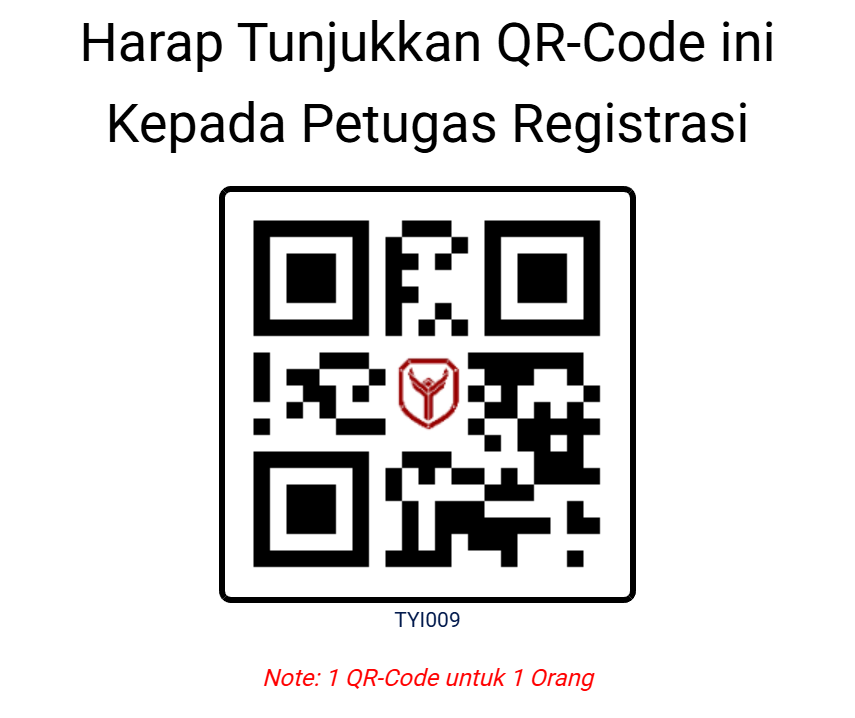 Harap Tunjukkan QR-Code ini
Kepada Petugas Registrasi
TYI009
Note: 1 QR-Code untuk 1 Orang